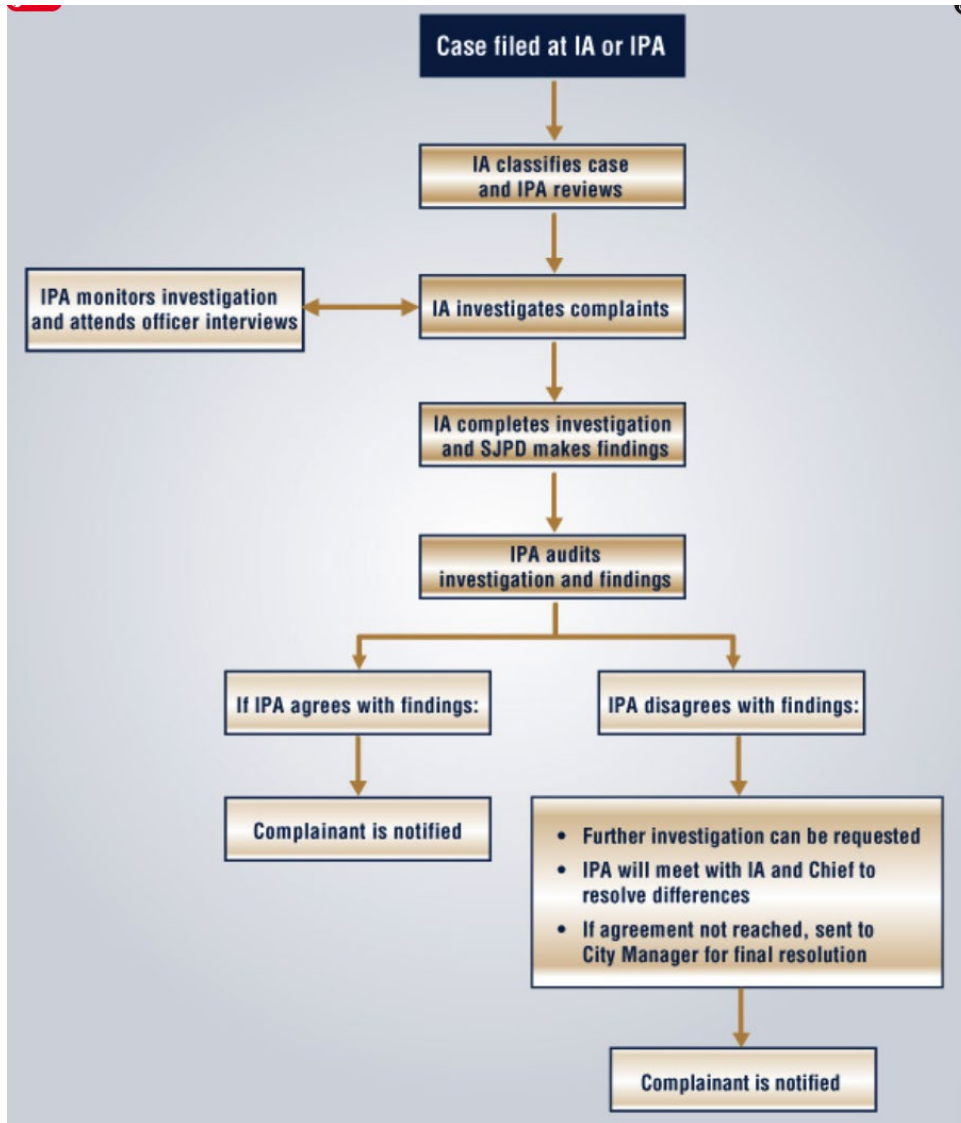 Case filed at IA or IPA
IA classifies case
and IPA reviews
IPA monitors investigation
and attends officer interviews
IA investigates complaints
IA completes investigation
and SJPD makes findings
IPA audits
investigation and findings
If IPA agrees with findings:
IPA disagrees with findings:
Complainant is notified
• Further investigation can be requested
• IPA will meet with IA and Chief to
resolve differences
• If agreement not reached, sent to
City Manager for final resolution
Complainant is notified